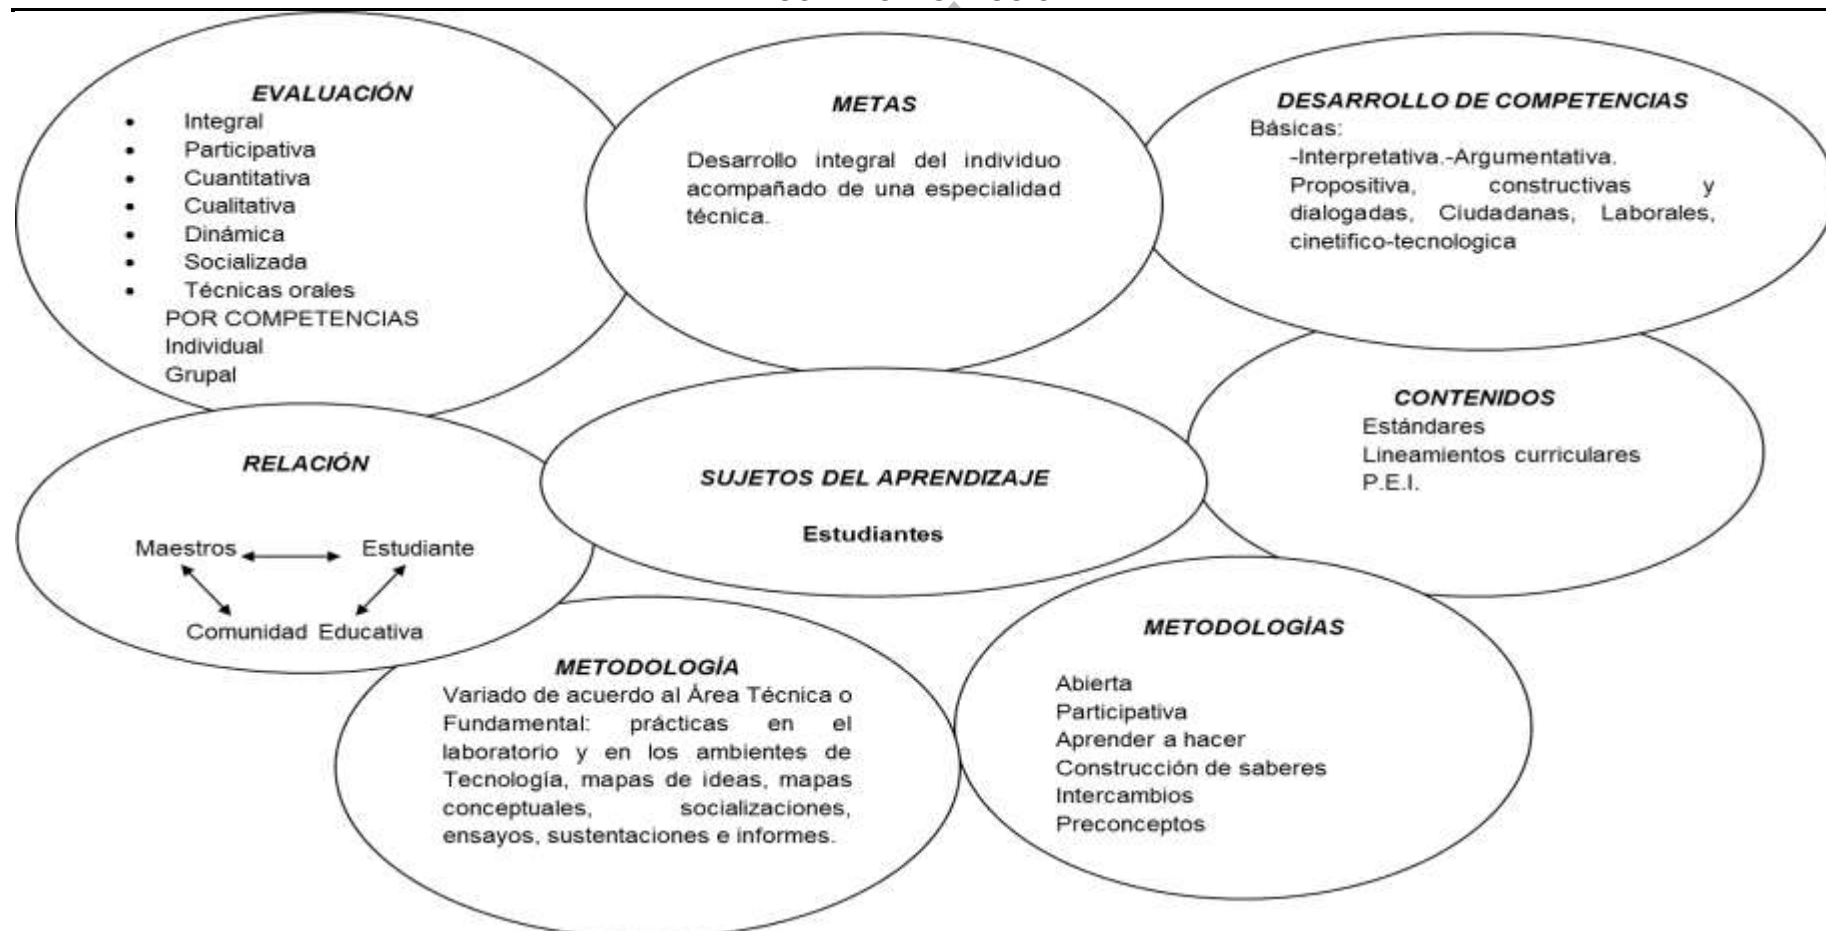 EVALUACIÓN
• Integral
• Participativa
• Cuantitativa
• Cualitativa
• Dinámica
• Socializada
• Técnicas orales
POR COMPETENCIAS
Individual
Grupal
METAS
Desarrollo integral del individuo
acompañado de una especialidad
técnica.
DESARROLLO DE COMPETENCIAS
Básicas:
-Interpretativa.-Argumentativa.
Propositiva, constructivas y
dialogadas, Ciudadanas, Laborales,
cinetifico-tecnologica
RELACIÓN
Maestros Estudiante
Comunidad Educativa
SUJETOS DEL APRENDIZAJE
Estudiantes
CONTENIDOS
Estándares
Lineamientos curriculares
P.E.I.
METODOLOGÍA
Variado de acuerdo al Área Técnica o
Fundamental: prácticas en el
laboratorio y en los ambientes de
Tecnología, mapas de ideas, mapas
conceptuales, socializaciones,
ensayos, sustentaciones e informes.
METODOLOGÍAS
Abierta
Participativa
Aprender a hacer
Construcción de saberes
Intercambios
Preconceptos